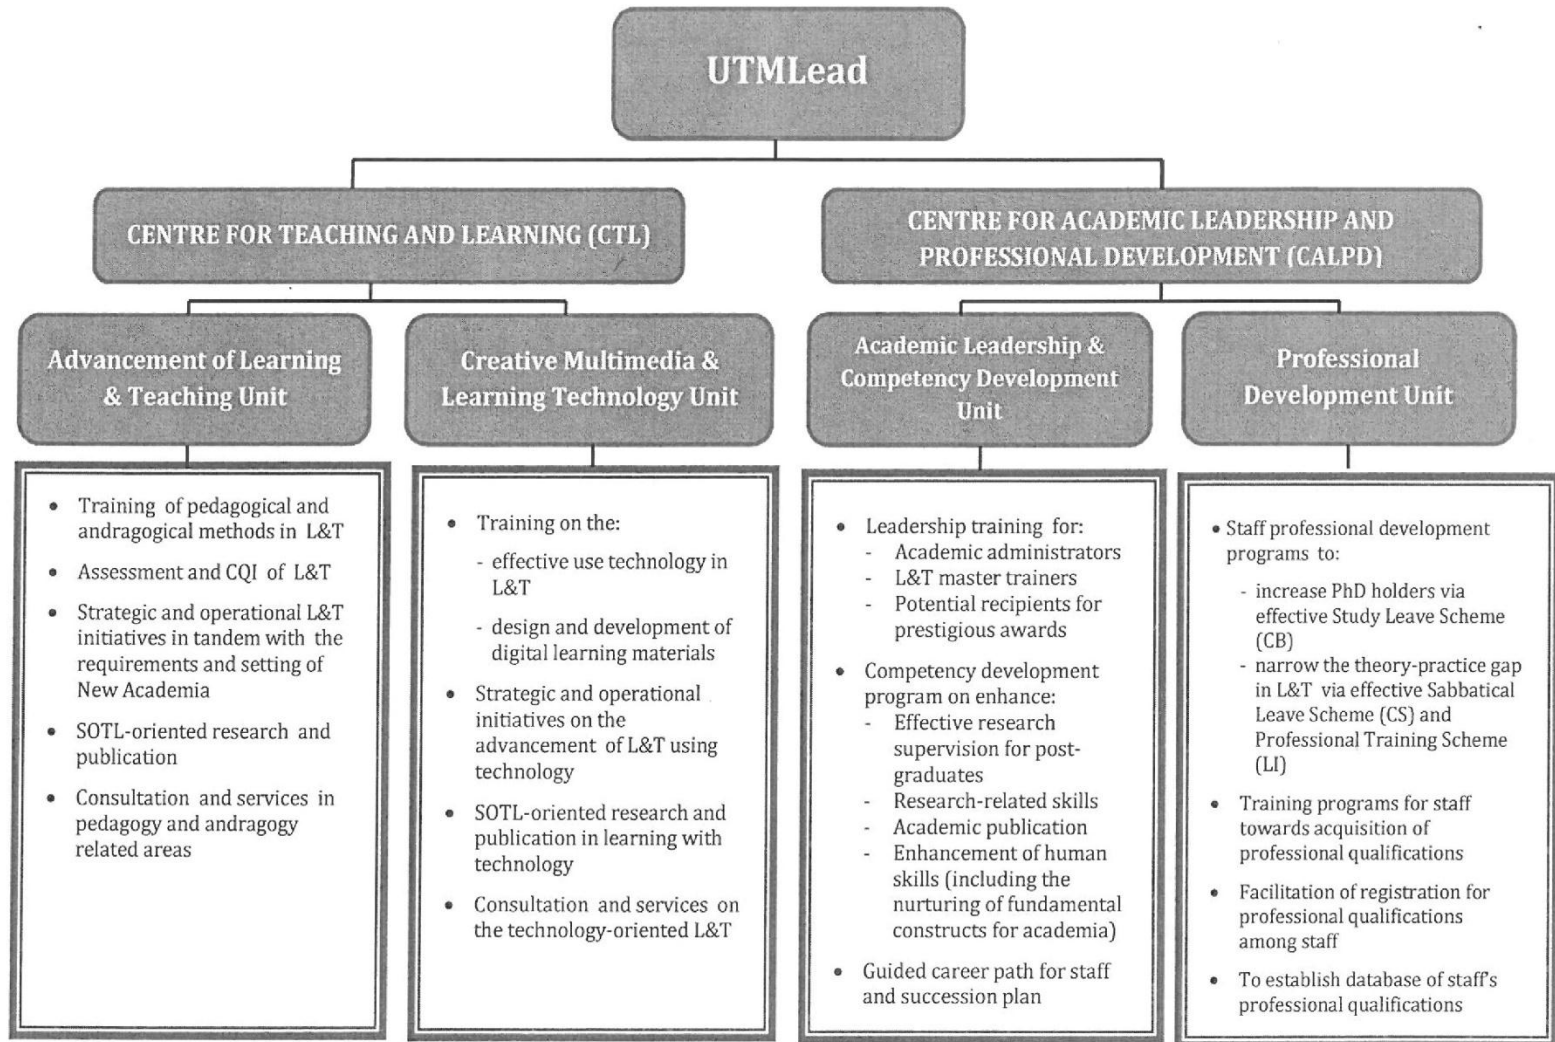 UTMLead
CENTRE FOR TEACHING AND LEARNING (CTL)
CENTRE FOR ACADEMIC LEADERSHIP AND
PROFESSIONAL DEVELOPMENT (CALPD)
Advancement of Learning
& Teaching Unit
Creative Multimedia &
Learning Technology Unit
Academic Leadership &
Competency Development
Unit
Professional
Development Unit
• Training of pedagogical and
andragogical methods in L&T
• Assessment and CQI of L&T
• Strategic and operational L&T
initiatives in tandem with the
requirements and setting of
New Academia
• SOTL-oriented research and
publication
• Consultation and services in
pedagogy and andragogy
related areas
• Training on the:
- effective use technology in
L&T
- design and development of
digital learning materials
• Strategic and operational
initiatives on the
advancement of L&T using
technology
• SOTL-oriented research and
publication in learning with
technology
• Consultation and services on
the technology-oriented L&T
• Leadership training for:
- Academic administrators
- L&T master trainers
- Potential recipients for
prestigious awards
• Competency development
program on enhance:
- Effective research
supervision for post-
graduates
- Research-related skills
- Academic publication
- Enhancement of human
skills (including the
nurturing of fundamental
constructs for academia)
• Guided career path for staff
and succession plan
• Staff professional development
programs to:
- increase PhD holders via
effective Study Leave Scheme
(CB)
- narrow the theory-practice gap
in L&T via effective Sabbatical
Leave Scheme (CS) and
Professional Training Scheme
(LI)
• Training programs for staff
towards acquisition of
professional qualifications
• Facilitation of registration for
professional qualifications
among staff
• To establish database of staff's
professional qualifications